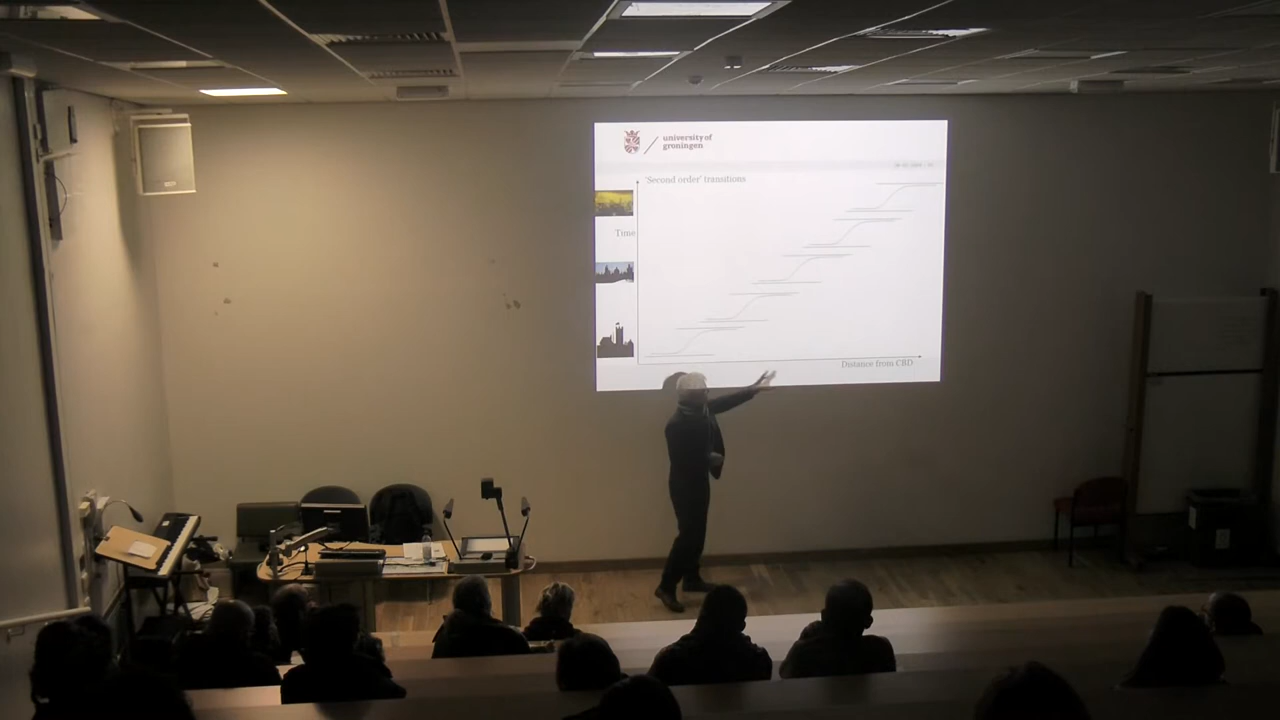 university of
groningen
'Second order' transitions
Time
Distance from CRD